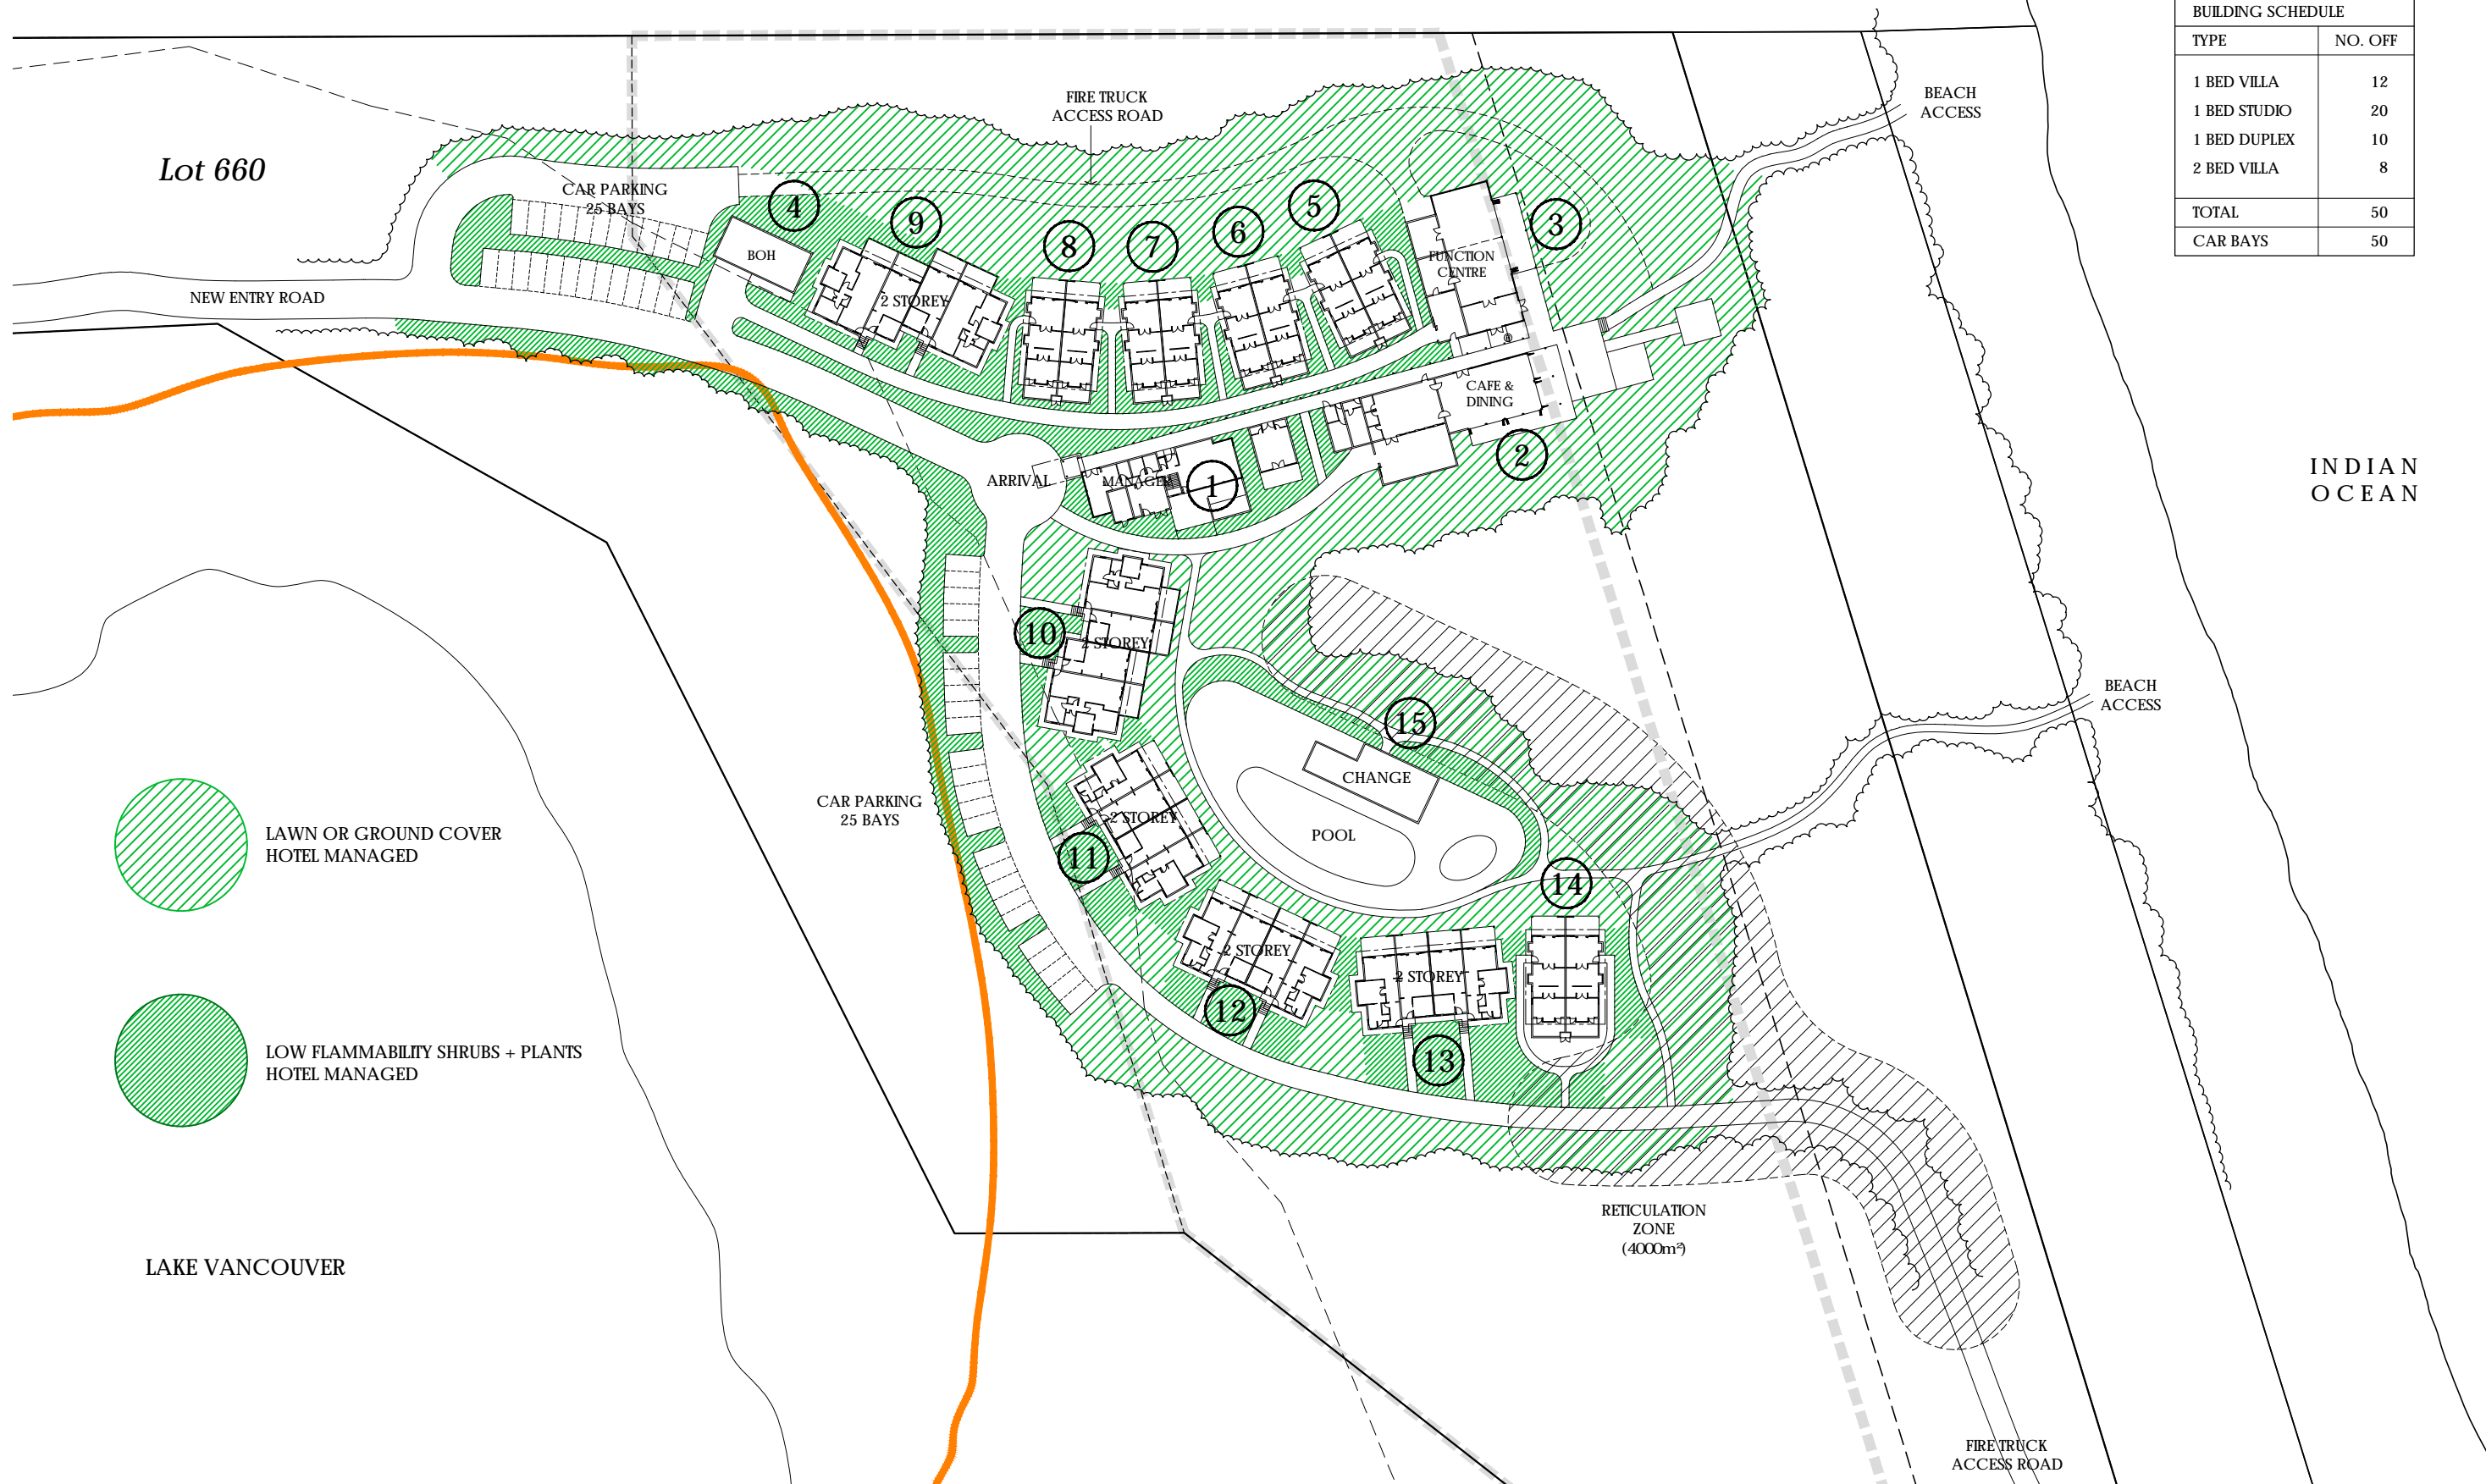 BUILDING SCHEDULE
TYPE NO. OFF
1 BED VILLA 12
1 BED STUDIO 20
1 BED DUPLEX 10
2 BED VILLA 8
TOTAL 50
CAR BAYS 50
FIRE TRUCK
ACCESS ROAD
BEACH
ACCESS
Lot 660
CAR PARKING
25 BAYS
4
9
8
7
6
5
3
BOH
2 STOREY
FUNCTION
CENTRE
NEW ENTRY ROAD
CAFE &
DINING
2
ARRIVAL
MANAGER
1
INDIAN
OCEAN
10
2 STOREY
BEACH
ACCESS
15
CHANGE
POOL
CAR PARKING
25 BAYS
2 STOREY
11
14
LAWN OR GROUND COVER
HOTEL MANAGED
2 STOREY
12
2 STOREY
13
LOW FLAMMABILITY SHRUBS + PLANTS
HOTEL MANAGED
RETICULATION
ZONE
(4000m²)
LAKE VANCOUVER
FIRE TRUCK
ACCESS ROAD